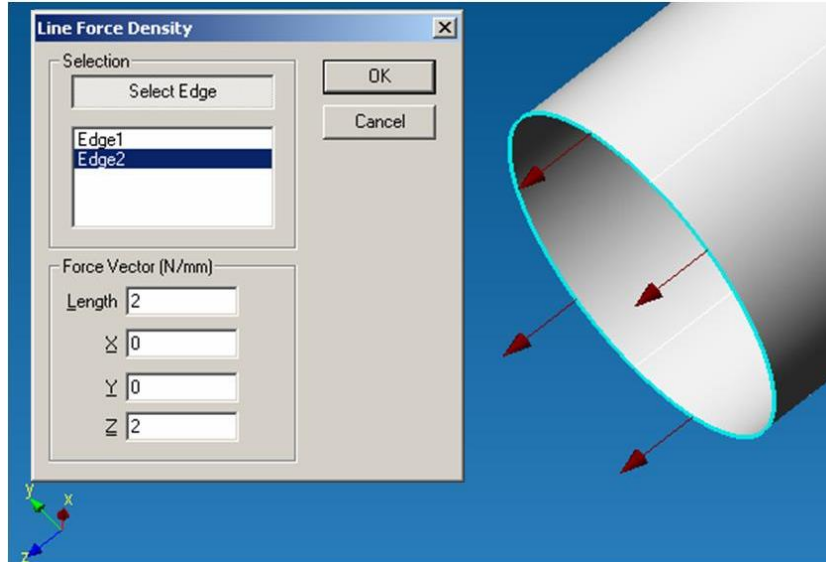 Line Force Density
Selection
Select Edge
Edge1
Edge2
OK
Cancel
Force Vector (N/mm)
Length 2
X 0
Y 0
Z 2
y
x
z